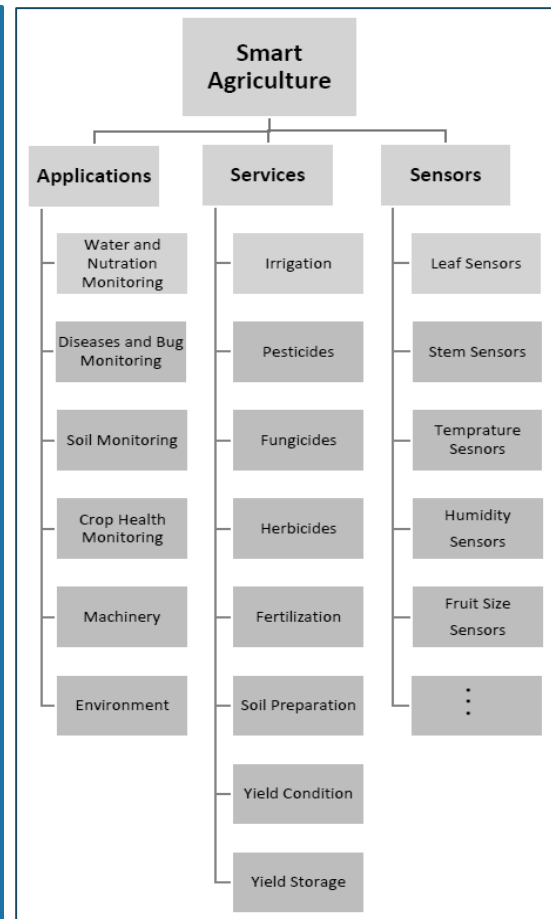 Smart
Agriculture
Applications
Services
Sensors
Water and
Nutration
Monitoring
Diseases and Bug
Monitoring
Soil Monitoring
Crop Health
Monitoring
Machinery
Environment
Irrigation
Pesticides
Fungicides
Herbicides
Fertilization
Soil Preparation
Yield Condition
Yield Storage
Leaf Sensors
Stem Sensors
Temprature
Sesnors
Humidity
Sensors
Fruit Size
Sensors
⋮